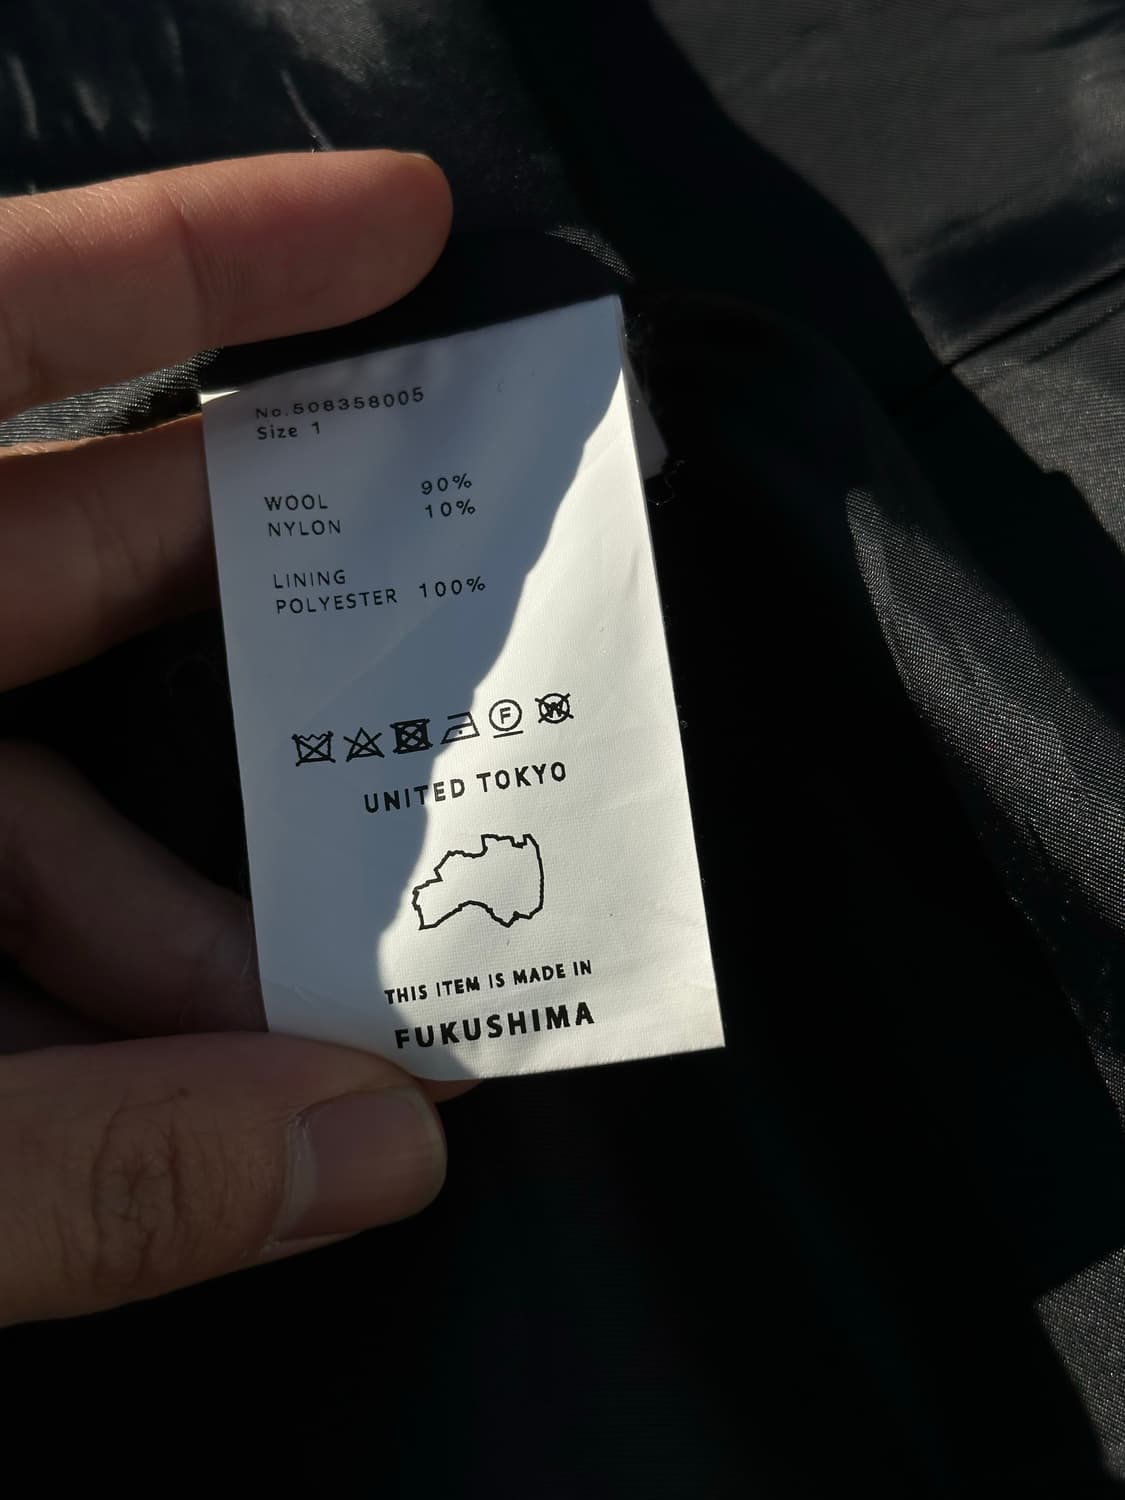 No.508358005
Size 1
WOOL 90%
NYLON 10%
LINING
POLYESTER 100%
F W
UNITED TOKYO
THIS ITEM IS MADE IN
FUKUSHIMA